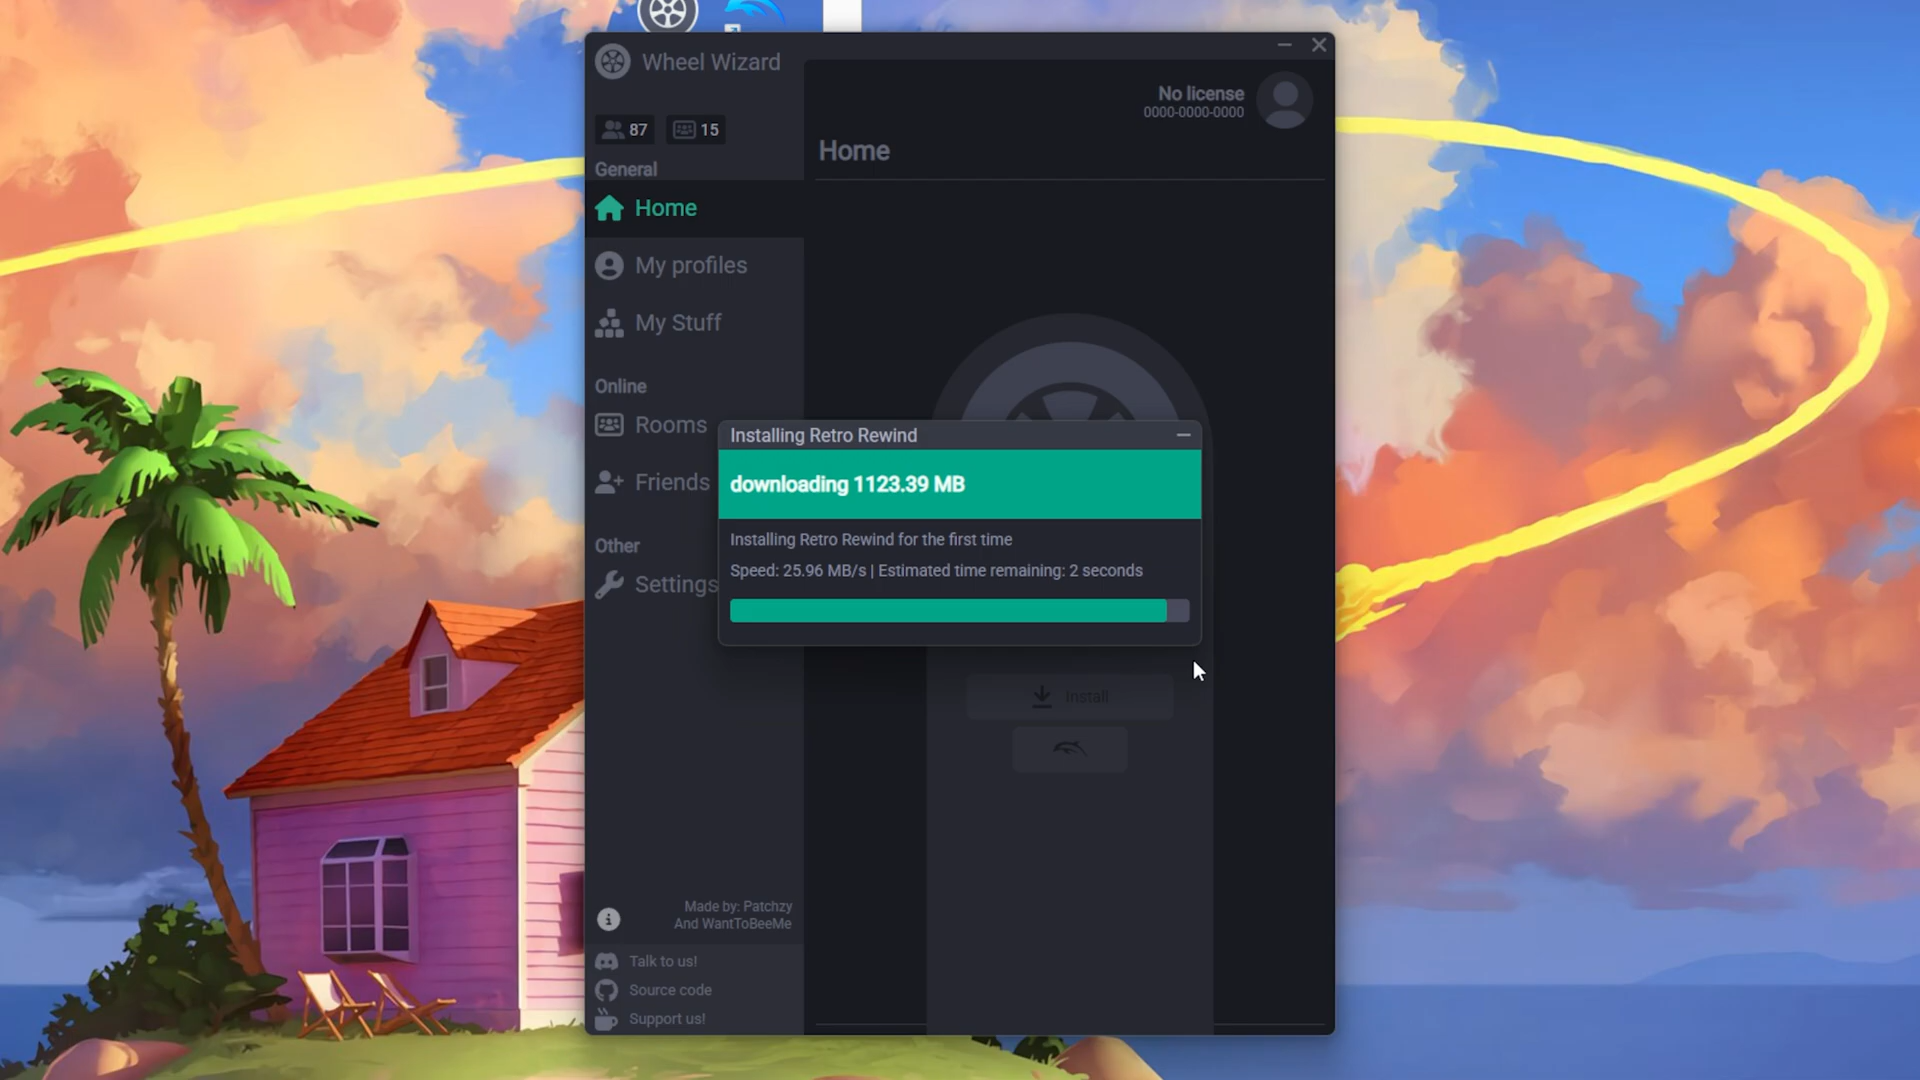 Wheel Wizard
87
15
No license
0000-0000-0000
General
Home
Home
My profiles
My Stuff
Online
Rooms
Friends
Installing Retro Rewind
downloading 1123.39 MB
Installing Retro Rewind for the first time
Speed: 25.96 MB/s | Estimated time remaining: 2 seconds
Other
Settings
Install
Made by: Patchzy
And WantToBeeMe
Talk to us!
Source code
Support us!